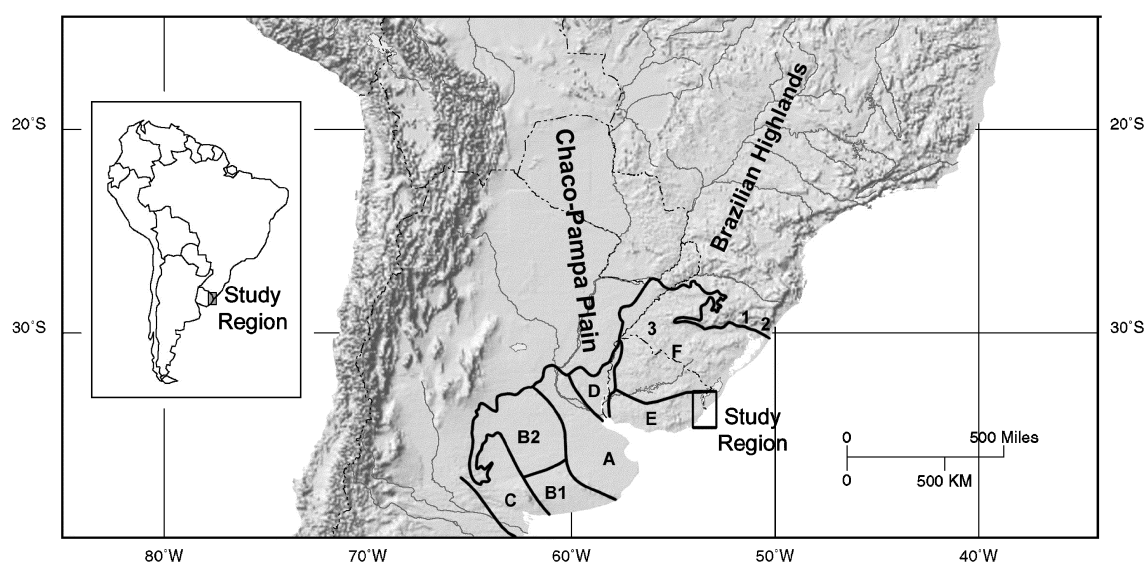 20°S
20°S
Brazilian Highlands
Chaco-Pampa Plain
Study
Region
30°S
30°S
1
2
3
F
D
E
Study
Region
B2
A
B1
C
0
500 Miles
0
500 KM
80°W
70°W
60°W
50°W
40°W